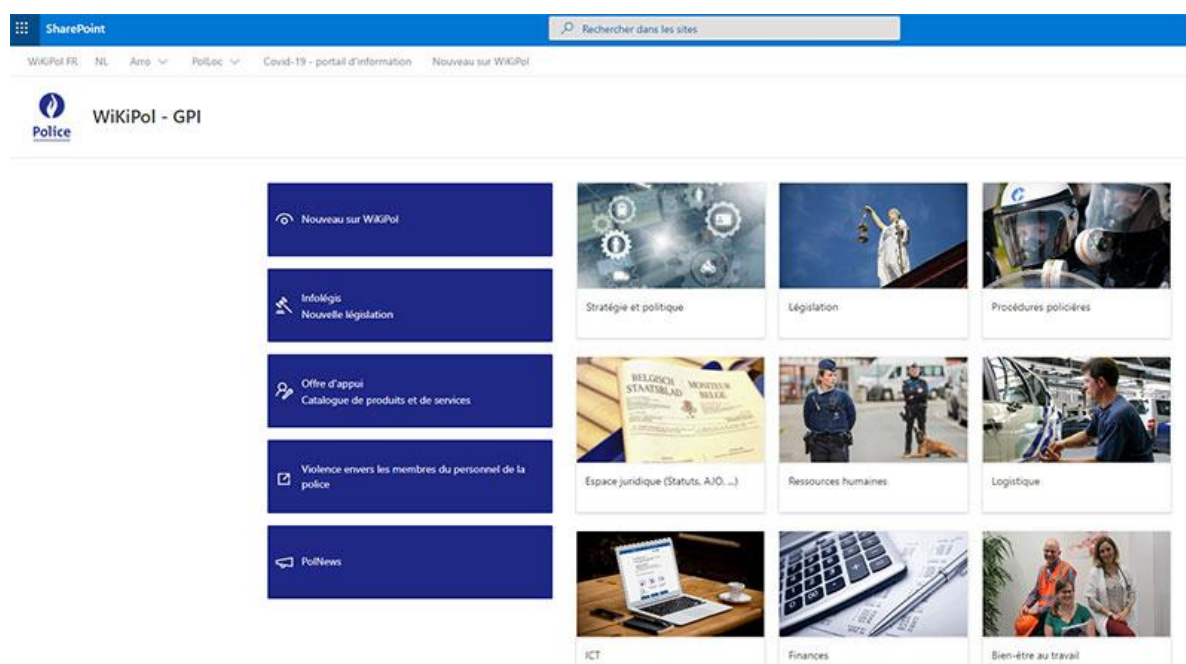 SharePoint
Rechercher dans les sites
WiKiPol FR NL Arro PolLoc Covid-19 - portail d'information Nouveau sur WiKiPol
Police
WiKiPol - GPI
Nouveau sur WiKiPol
Infolégis
Nouvelle législation
Offre d'appui
Catalogue de produits et de services
Violence envers les membres du personnel de la
police
PolNews
Stratégie et politique
Législation
Procédures policières
BELGISCH
STAATSBLAD
MONITEUR
BELGE
Espace juridique (Statuts, AJO, ...)
Ressources humaines
Logistique
ICT
Finances
Bien-être au travail